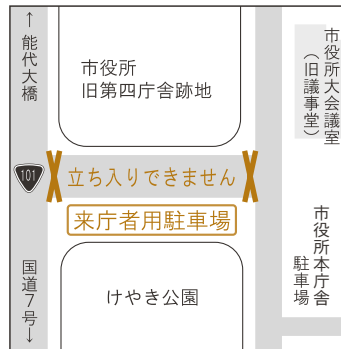 ↑能代大橋
市役所
旧第四庁舎跡地
市役所大会議室
（旧議事堂）
101
立ち入りできません
来庁者用駐車場
市役所本庁舎
駐車場
けやき公園
国道7号↓